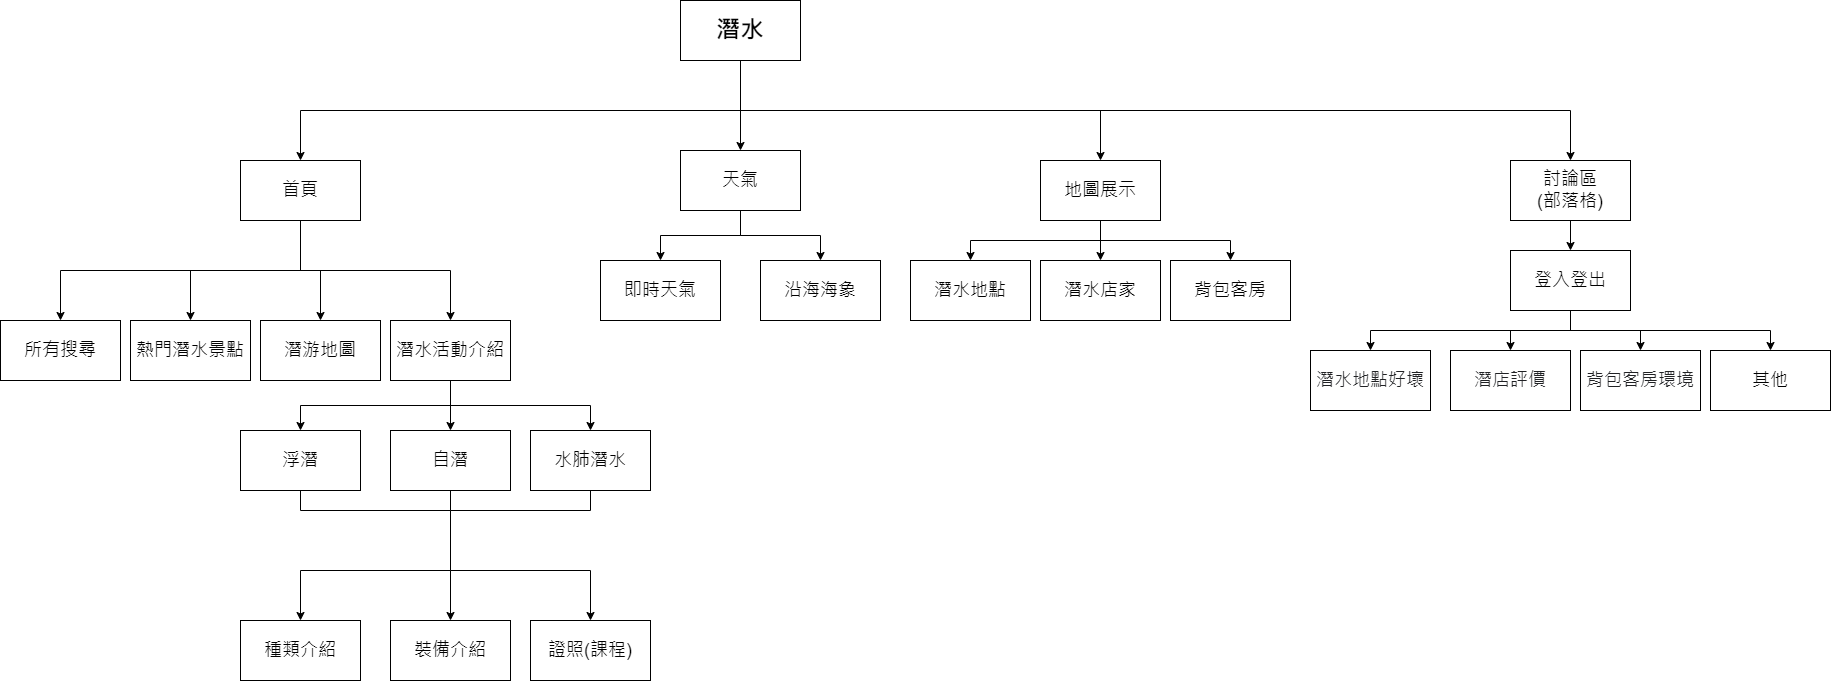 潛水
首頁
天氣
地圖展示
討論區
(部落格)
即時天氣
沿海海象
潛水地點
潛水店家
背包客房
登入登出
所有搜尋
熱門潛水景點
潛游地圖
潛水活動介紹
潛水地點好壞
潛店評價
背包客房環境
其他
浮潛
自潛
水肺潛水
種類介紹
裝備介紹
證照(課程)